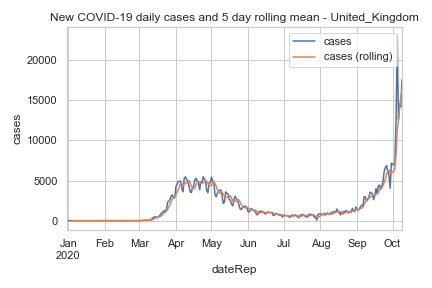 New COVID-19 daily cases and 5 day rolling mean - United_Kingdom
cases
cases (rolling)
20000
15000
10000
5000
0
cases
Jan Feb Mar Apr May Jun Jul Aug Sep Oct
2020
dateRep